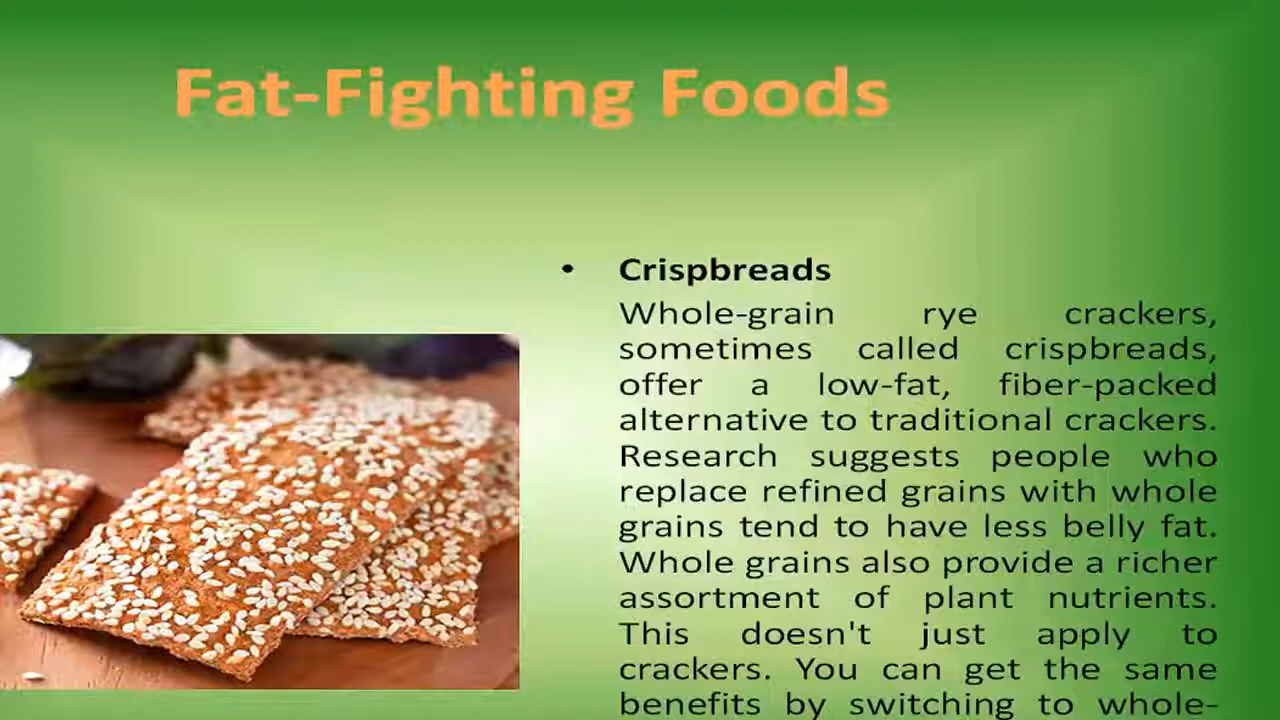 Fat-Fighting Foods
• Crispbreads
Whole-grain rye crackers,
sometimes called crispbreads,
offer a low-fat, fiber-packed
alternative to traditional crackers.
Research suggests people who
replace refined grains with whole
grains tend to have less belly fat.
Whole grains also provide a richer
assortment of plant nutrients.
This doesn't just apply to
crackers. You can get the same
benefits by switching to whole-